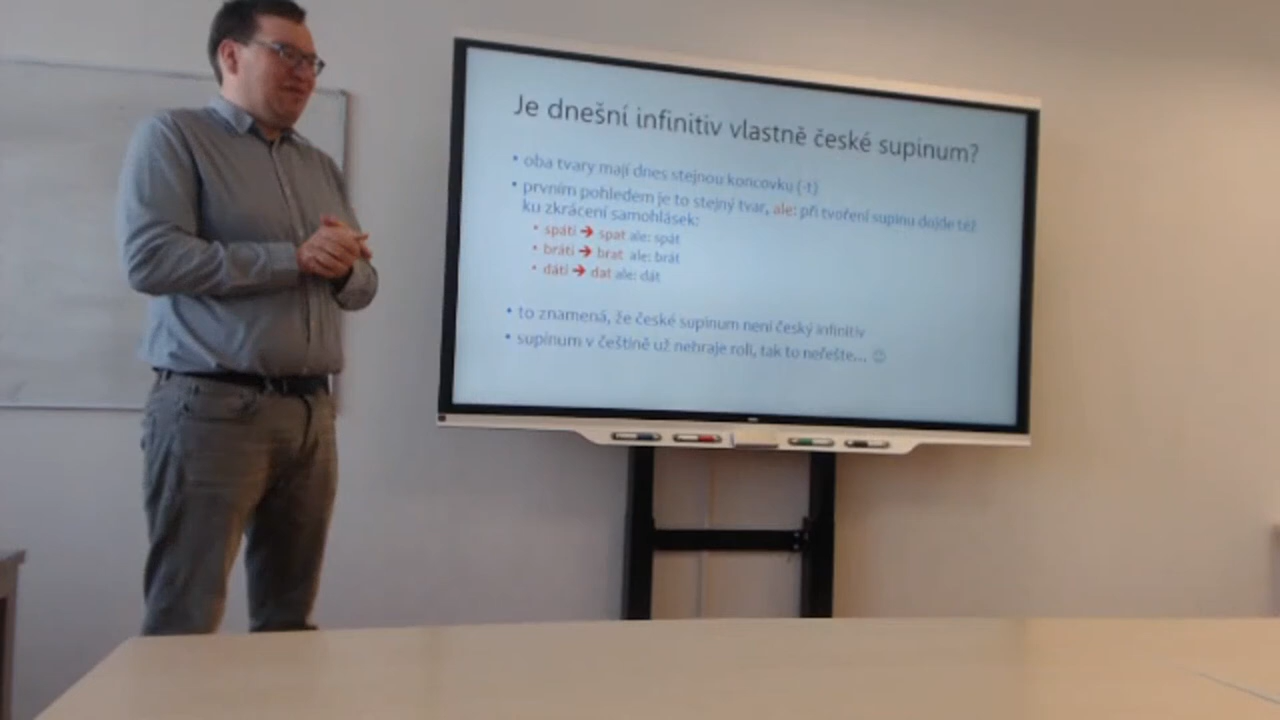 Je dnešní infinitiv vlastně české supinum?
• oba tvary mají dnes stejnou koncovku (-t)
• prvním pohledem je to stejný tvar, ale: při tvoření supinu dojde též
ku zkrácení samohlásek:
• spáti ➔ spat ale: spát
• bráti ➔ brat ale: brát
• dáti ➔ dat ale: dát
• to znamená, že české supinum není český infinitiv
• supinum v češtině už nehraje roli, tak to neřešte... ☺